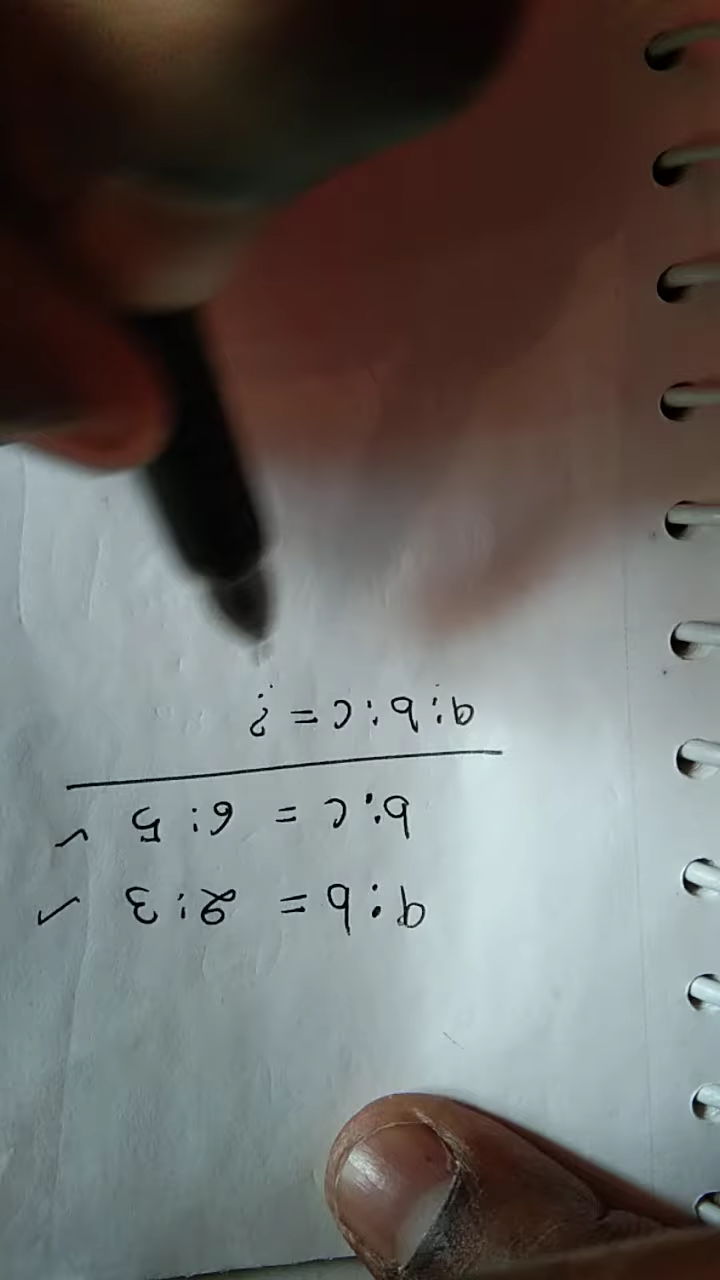 a:b = 2:3 ✓
b:c = 6:5 ✓
a:b:c = ?